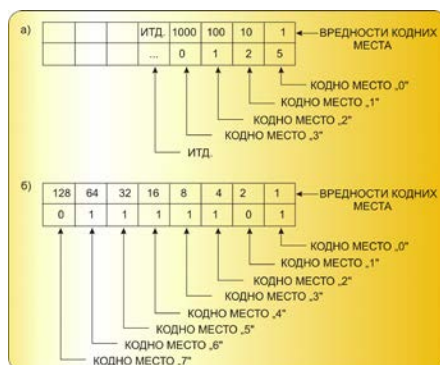 а)
ИТД. 1000 100 10 1
ВРЕДНОСТИ КОДНИХ
МЕСТА
... 0 1 2 5
КОДНО МЕСТО „0"
КОДНО МЕСТО „1"
КОДНО МЕСТО „2"
КОДНО МЕСТО „3"
ИТД.
б)
128 64 32 16 8 4 2 1
ВРЕДНОСТИ КОДНИХ
МЕСТА
0 1 1 1 1 1 0 1
КОДНО МЕСТО „0"
КОДНО МЕСТО „1"
КОДНО МЕСТО „2"
КОДНО МЕСТО „3"
КОДНО МЕСТО „4"
КОДНО МЕСТО „5"
КОДНО МЕСТО „6"
КОДНО МЕСТО „7"